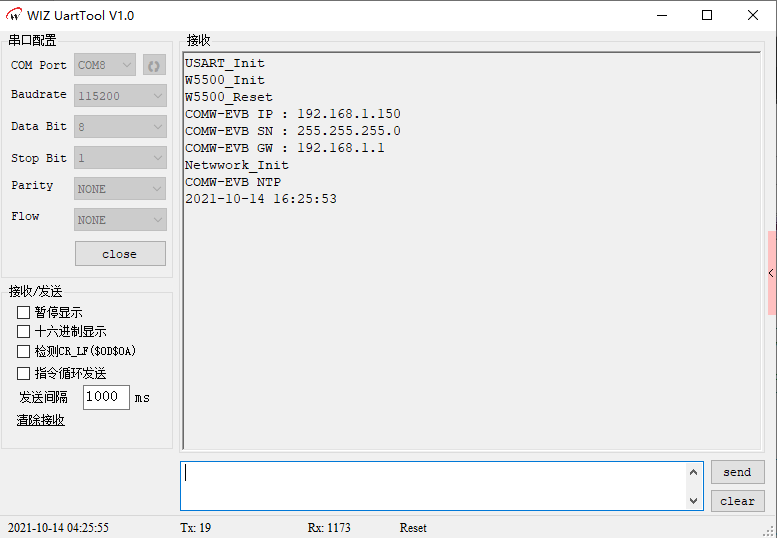 WIZ UartTool V1.0
串口配置
COM Port COM8
Baudrate 115200
Data Bit 8
Stop Bit 1
Parity NONE
Flow NONE
close
接收/发送
暂停显示
十六进制显示
检测CR_LF($0D$0A)
指令循环发送
发送间隔 1000 ms
清除接收
接收
USART_Init
W5500_Init
W5500_Reset
COMW-EVB IP : 192.168.1.150
COMW-EVB SN : 255.255.255.0
COMW-EVB GW : 192.168.1.1
Netwwork_Init
COMW-EVB NTP
2021-10-14 16:25:53
send
clear
2021-10-14 04:25:55 Tx: 19 Rx: 1173 Reset